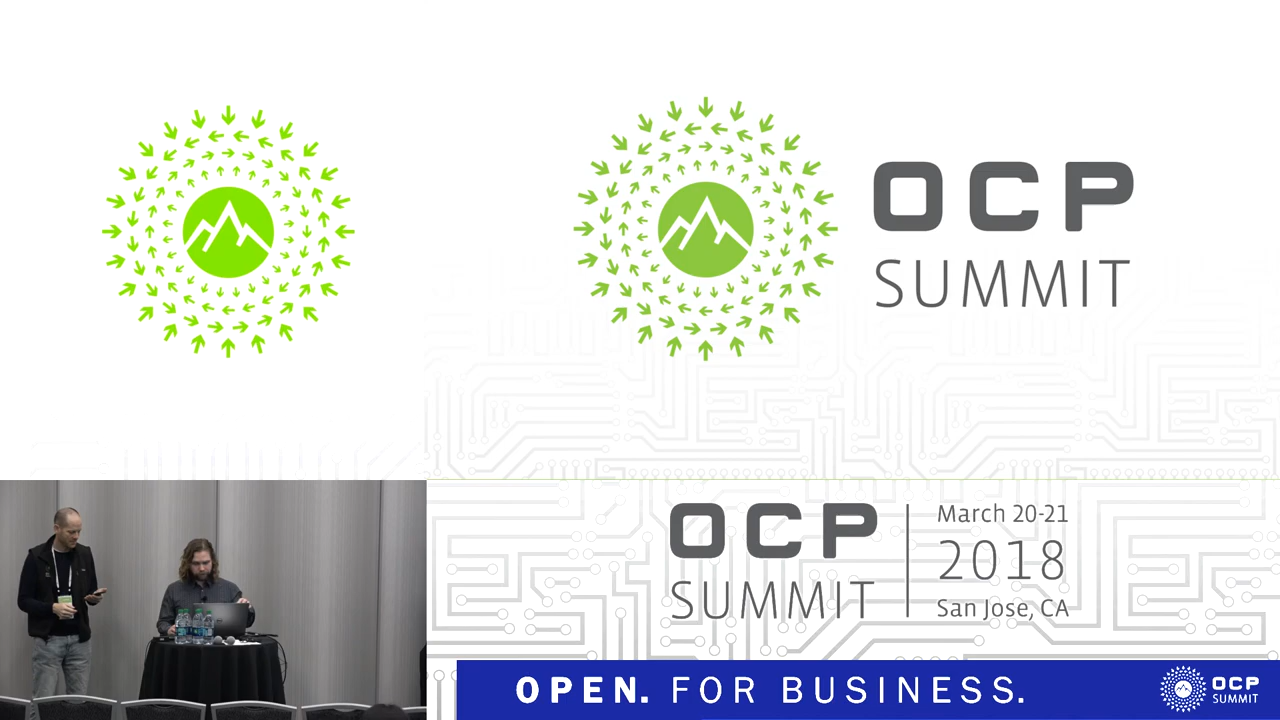 OCP
SUMMIT
OCP
SUMMIT
March 20-21
2018
San Jose, CA
OPEN. FOR BUSINESS.
OCP
SUMMIT